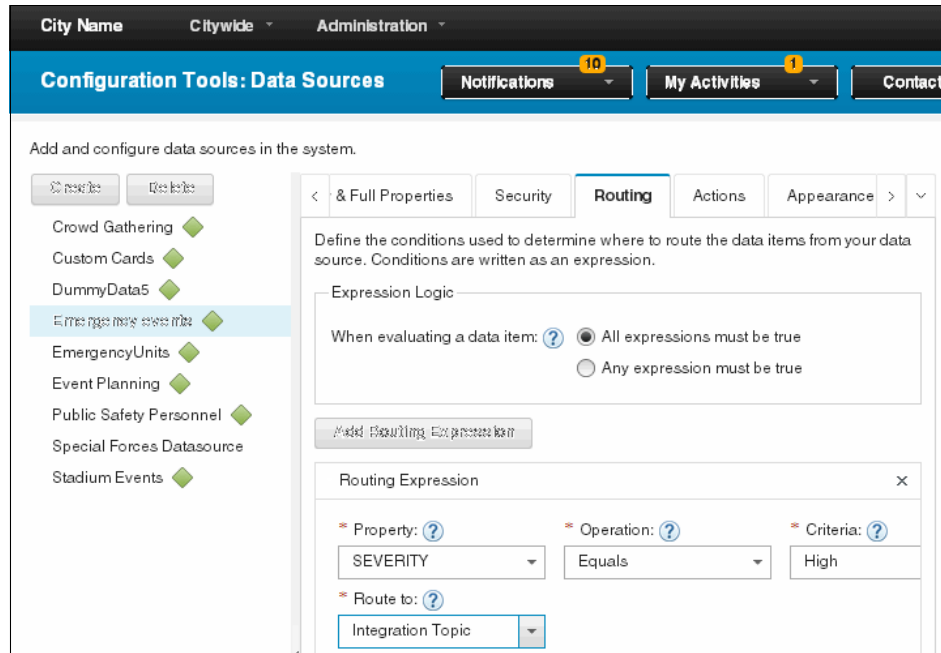 City Name Citywide Administration
Configuration Tools: Data Sources Notifications 10 My Activities 1 Contact
Add and configure data sources in the system.
Create Delete
& Full Properties Security Routing Actions Appearance
Crowd Gathering
Custom Cards
DummyData5
Emergency events
EmergencyUnits
Event Planning
Public Safety Personnel
Special Forces Datasource
Stadium Events
Define the conditions used to determine where to route the data items from your data
source. Conditions are written as an expression.
Expression Logic
When evaluating a data item: ? All expressions must be true
Any expression must be true
Add Routing Expression
Routing Expression ×
* Property: ? * Operation: ? * Criteria: ?
SEVERITY Equals High
* Route to: ?
Integration Topic